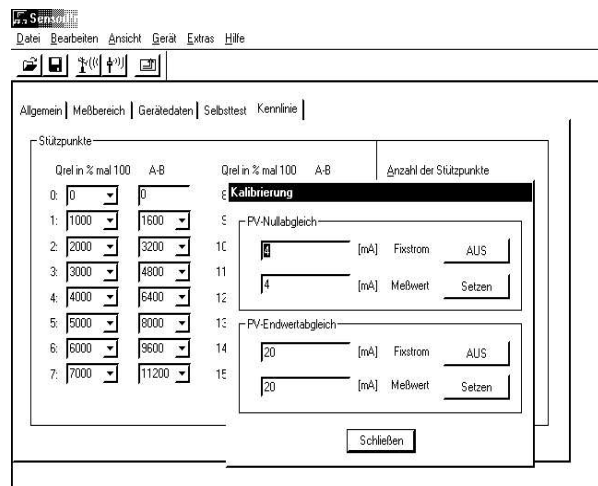 Datei Bearbeiten Ansicht Gerät Extras Hilfe
Allgemein Meßbereich Gerätedaten Selbsttest Kennlinie
Stützpunkte
Qrel in % mal 100 A-B Qrel in % mal 100 A-B Anzahl der Stützpunkte
0: 0 0
1: 1000 1600
2: 2000 3200 10
3: 3000 4800 11
4: 4000 6400 12
5: 5000 8000 13
6: 6000 9600 14
7: 7000 11200 15
Kalibrierung
PV-Nullabgleich
4 [mA] Fixstrom AUS
4 [mA] Meßwert Setzen
PV-Endwertabgleich
20 [mA] Fixstrom AUS
20 [mA] Meßwert Setzen
Schließen